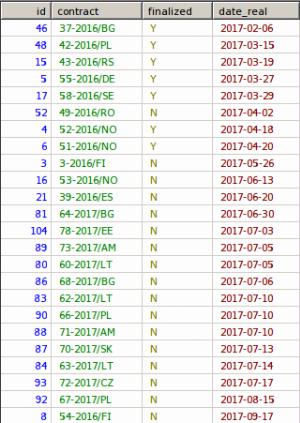 id contract finalized date_real
46 37-2016/BG Y 2017-02-06
48 42-2016/PL Y 2017-03-15
15 43-2016/RS Y 2017-03-19
5 55-2016/DE Y 2017-03-27
17 58-2016/SE Y 2017-03-29
52 49-2016/RO N 2017-04-02
4 52-2016/NO Y 2017-04-18
6 51-2016/NO Y 2017-04-20
3 3-2016/FI N 2017-05-26
16 53-2016/NO N 2017-06-13
21 39-2016/ES N 2017-06-20
81 64-2017/BG N 2017-06-30
104 78-2017/EE N 2017-07-03
89 73-2017/AM N 2017-07-05
80 60-2017/LT N 2017-07-05
86 68-2017/BG N 2017-07-06
83 62-2017/LT N 2017-07-10
90 66-2017/PL N 2017-07-10
88 71-2017/AM N 2017-07-10
87 70-2017/SK N 2017-07-13
84 63-2017/LT N 2017-07-14
93 72-2017/CZ N 2017-07-17
92 67-2017/PL N 2017-08-15
8 54-2016/FI N 2017-09-17